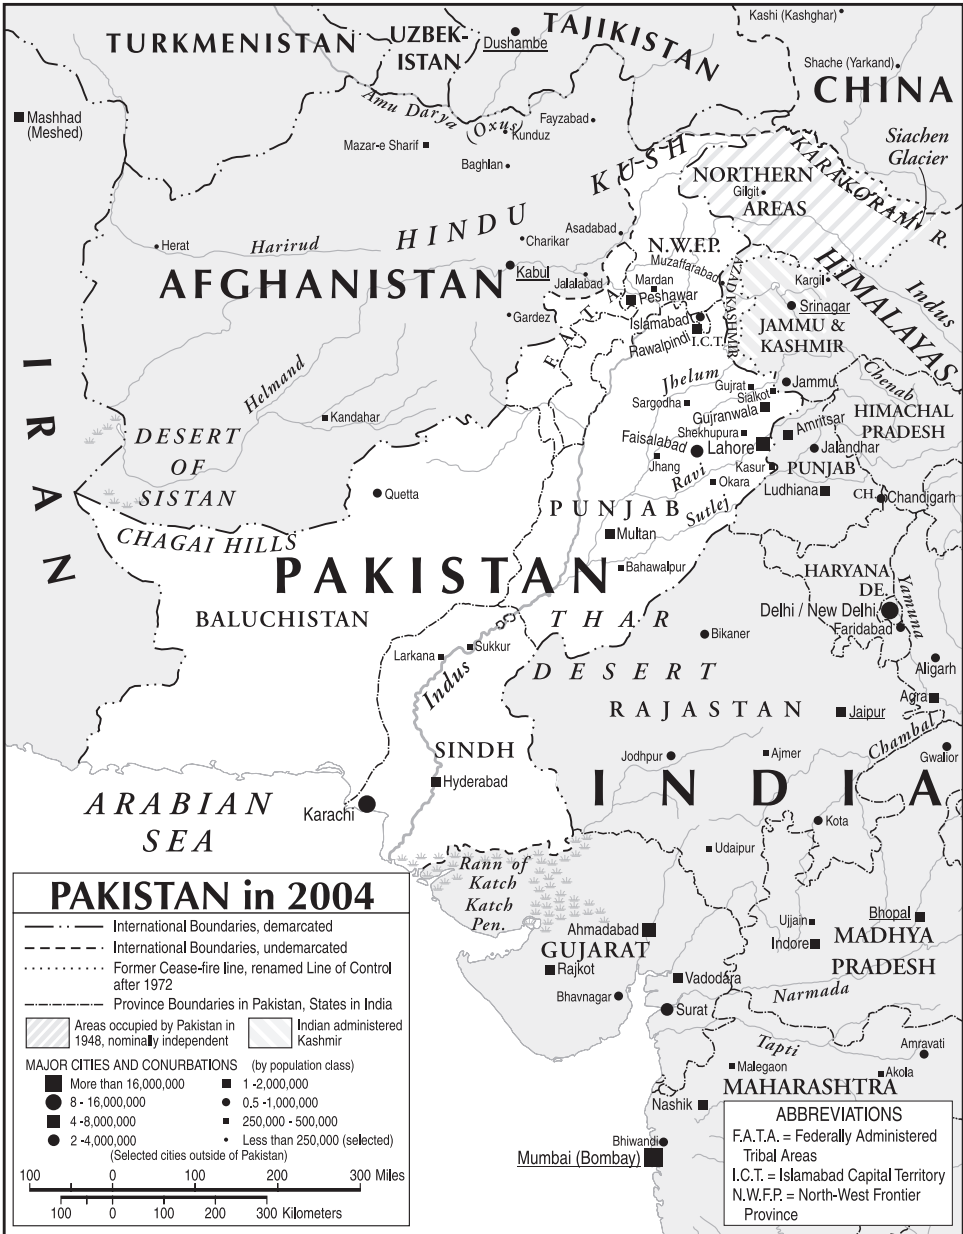 TURKMENISTAN
UZBEK-
ISTAN
Dushambe
TAJIKISTAN
Kashi (Kashghar)
Shache (Yarkand)
CHINA
Mashhad
(Meshed)
Amu Darya (Oxus)
Fayzabad
Kunduz
Mazar-e Sharif
Baghlan
Siachen
Glacier
KARAKORAM R.
NORTHERN
AREAS
Gilgit
HINDU KUSH
Asadabad
Charikar
Herat
Harirud
N.W.F.P.
Muzaffarabad
AZAD KASHMIR
AFGHANISTAN
Kabul
Jalalabad
Mardan
Peshawar
Kargil
HIMALAYAS
Indus
Srinagar
JAMMU &
KASHMIR
Gardez
F.A.T.A.
Islamabad
Rawalpindi
I.C.T.
IRAN
Helmand
Kandahar
Jhelum
Gujrat
Sialkot
Jammu
Chenab
Sargodha
Gujranwala
HIMACHAL
PRADESH
Shekhupura
Amritsar
Faisalabad
Lahore
Jalandhar
Jhang
Ravi
Kasur
PUNJAB
Okara
Ludhiana
CH.
Chandigarh
DESERT
OF
SISTAN
S
Quetta
CHAGAI HILLS
PUNJAB
Sutlej
Multan
PAKISTAN
Bahawalpur
HARYANA
DE.
Yamuna
Delhi / New Delhi
Faridabad
BALUCHISTAN
THAR
DESERT
Bikaner
Larkana
Sukkur
Indus
Aligarh
Agra
RAJASTAN
Jaipur
Chambal
Gwalior
SINDH
Jodhpur
Ajmer
Hyderabad
INDIA
ARABIAN
SEA
Karachi
Kota
Rann of
Katch
Katch
Pen.
Udaipur
Ahmadabad
GUJARAT
Ujjain
Bhopal
Indore
MADHYA
PRADESH
Rajkot
Vadodara
Bhavnagar
Surat
Narmada
Tapti
Amravati
Malegaon
Akola
MAHARASHTRA
Nashik
Bhiwandi
Mumbai (Bombay)
PAKISTAN in 2004
International Boundaries, demarcated
International Boundaries, undemarcated
Former Cease-fire line, renamed Line of Control
after 1972
Province Boundaries in Pakistan, States in India
Areas occupied by Pakistan in
1948, nominally independent
Indian administered
Kashmir
MAJOR CITIES AND CONURBATIONS (by population class)
More than 16,000,000
8 - 16,000,000
4 -8,000,000
2 -4,000,000
1 -2,000,000
0.5 -1,000,000
250,000 - 500,000
Less than 250,000 (selected)
(Selected cities outside of Pakistan)
100 0 100 200 300 Miles
100 0 100 200 300 Kilometers
ABBREVIATIONS
F.A.T.A. = Federally Administered
Tribal Areas
I.C.T. = Islamabad Capital Territory
N.W.F.P. = North-West Frontier
Province